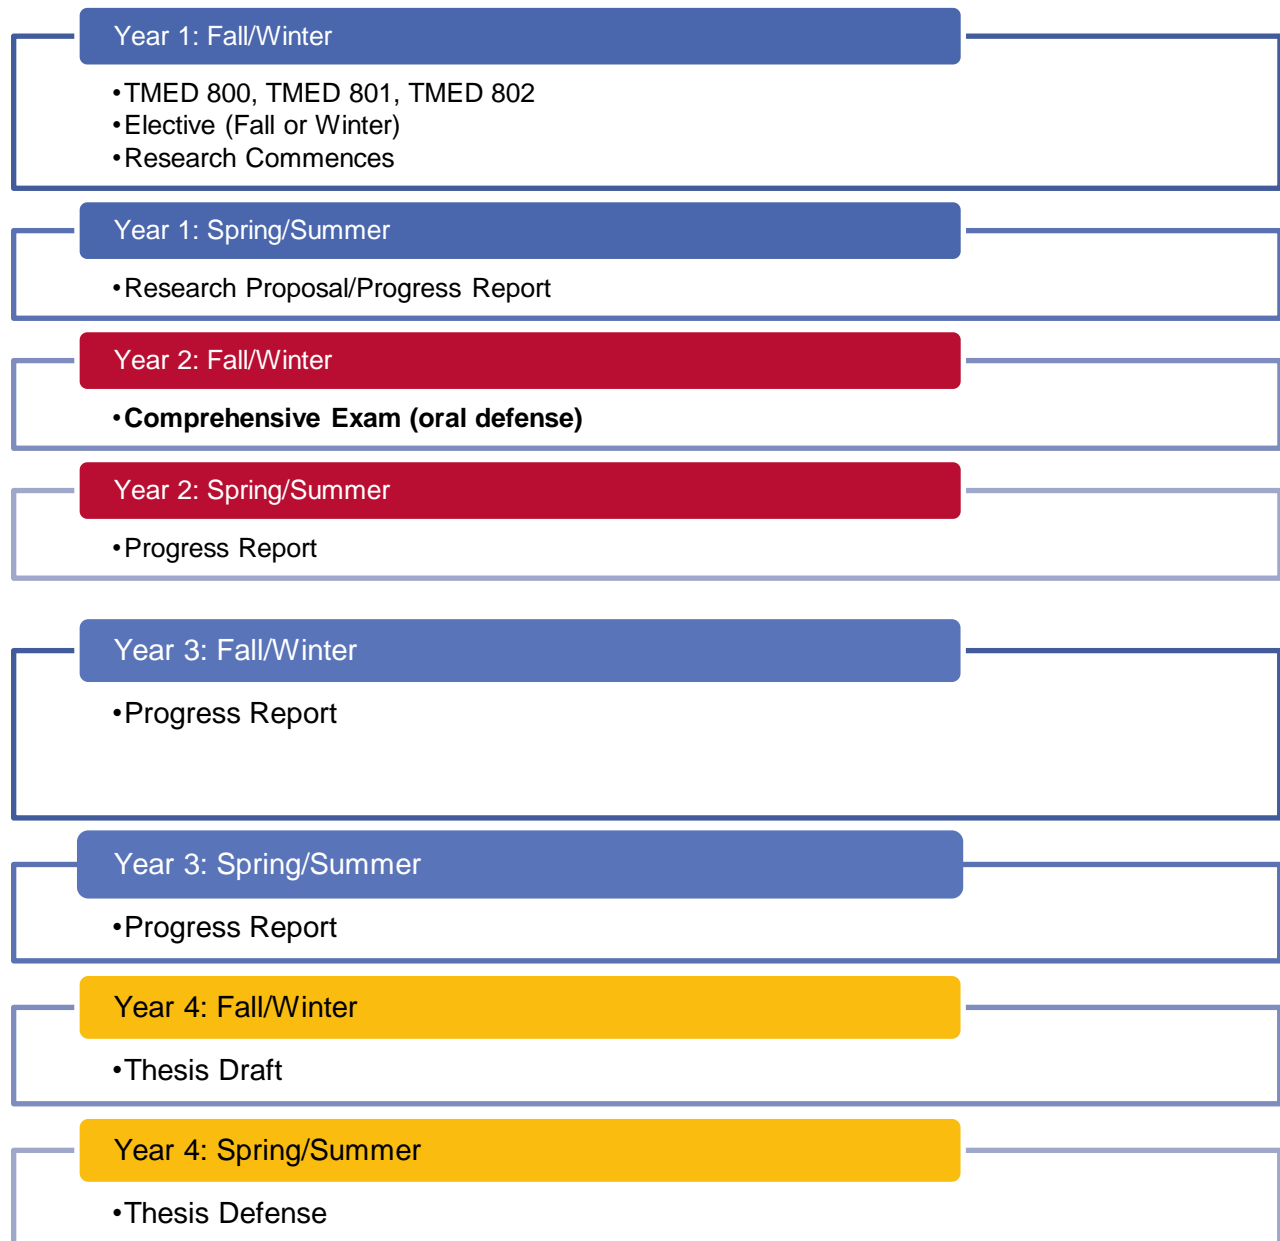 Year 1: Fall/Winter
•TMED 800, TMED 801, TMED 802
•Elective (Fall or Winter)
•Research Commences
Year 1: Spring/Summer
•Research Proposal/Progress Report
Year 2: Fall/Winter
•Comprehensive Exam (oral defense)
Year 2: Spring/Summer
•Progress Report
Year 3: Fall/Winter
•Progress Report
Year 3: Spring/Summer
•Progress Report
Year 4: Fall/Winter
•Thesis Draft
Year 4: Spring/Summer
•Thesis Defense